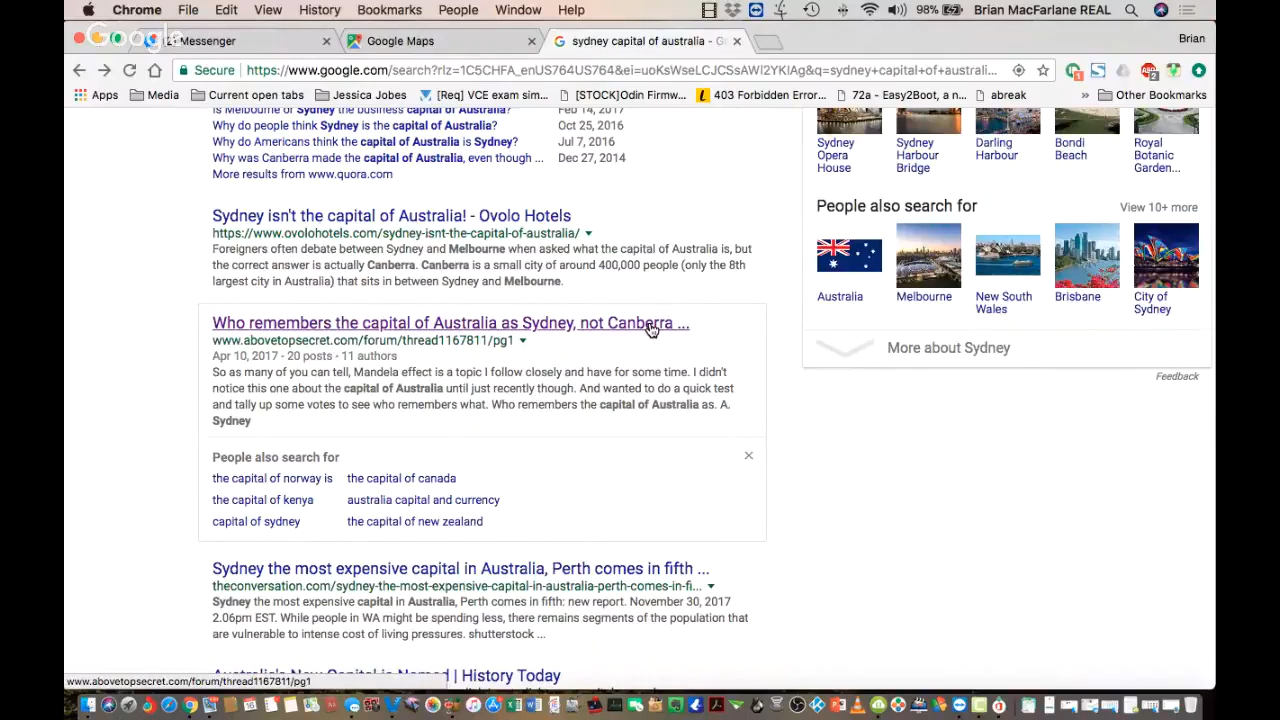 Chrome File Edit View History Bookmarks People Window Help 98% Brian MacFarlane REAL
Google
Messenger Google Maps sydney capital of australia - G Brian
Secure https://www.google.com/search?rlz=1C5CHFA_enUS764US764&ei=uoKsWseLCJCSsAWl2YKIAg&q=sydney+capital+of+australi...
Apps Media Current open tabs Jessica Jobes [Req] VCE exam sim... [STOCK]Odin Firmw... 403 Forbidden Error... 72a - Easy2Boot, a n... abreak » Other Bookmarks
Is Melbourne or Sydney the business capital of Australia? Feb 14, 2017
Why do people think Sydney is the capital of Australia? Oct 25, 2016
Why do Americans think the capital of Australia is Sydney? Jul 7, 2016
Why was Canberra made the capital of Australia, even though ... Dec 27, 2014
More results from www.quora.com
Sydney isn't the capital of Australia! - Ovolo Hotels
https://www.ovolohotels.com/sydney-isnt-the-capital-of-australia/
Foreigners often debate between Sydney and Melbourne when asked what the capital of Australia is, but
the correct answer is actually Canberra. Canberra is a small city of around 400,000 people (only the 8th
largest city in Australia) that sits in between Sydney and Melbourne.
Who remembers the capital of Australia as Sydney, not Canberra ...
www.abovetopsecret.com/forum/thread1167811/pg1
Apr 10, 2017 - 20 posts - 11 authors
So as many of you can tell, Mandela effect is a topic I follow closely and have for some time. I didn't
notice this one about the capital of Australia until just recently though. And wanted to do a quick test
and tally up some votes to see who remembers what. Who remembers the capital of Australia as. A.
Sydney
People also search for
the capital of norway is the capital of canada
the capital of kenya australia capital and currency
capital of sydney the capital of new zealand
Sydney the most expensive capital in Australia, Perth comes in fifth ...
theconversation.com/sydney-the-most-expensive-capital-in-australia-perth-comes-in-fi...
Sydney the most expensive capital in Australia, Perth comes in fifth: new report. November 30, 2017
2.06pm EST. While people in WA might be spending less, there remains segments of the population that
are vulnerable to intense cost of living pressures. shutterstock ...
Australia's New Capital is Named | History Today
www.abovetopsecret.com/forum/thread1167811/pg1
Sydney Sydney Darling Bondi Royal
Opera Harbour Harbour Beach Botanic
House Bridge Garden...
People also search for View 10+ more
Australia Melbourne New South Brisbane City of
Wales Sydney
More about Sydney
Feedback